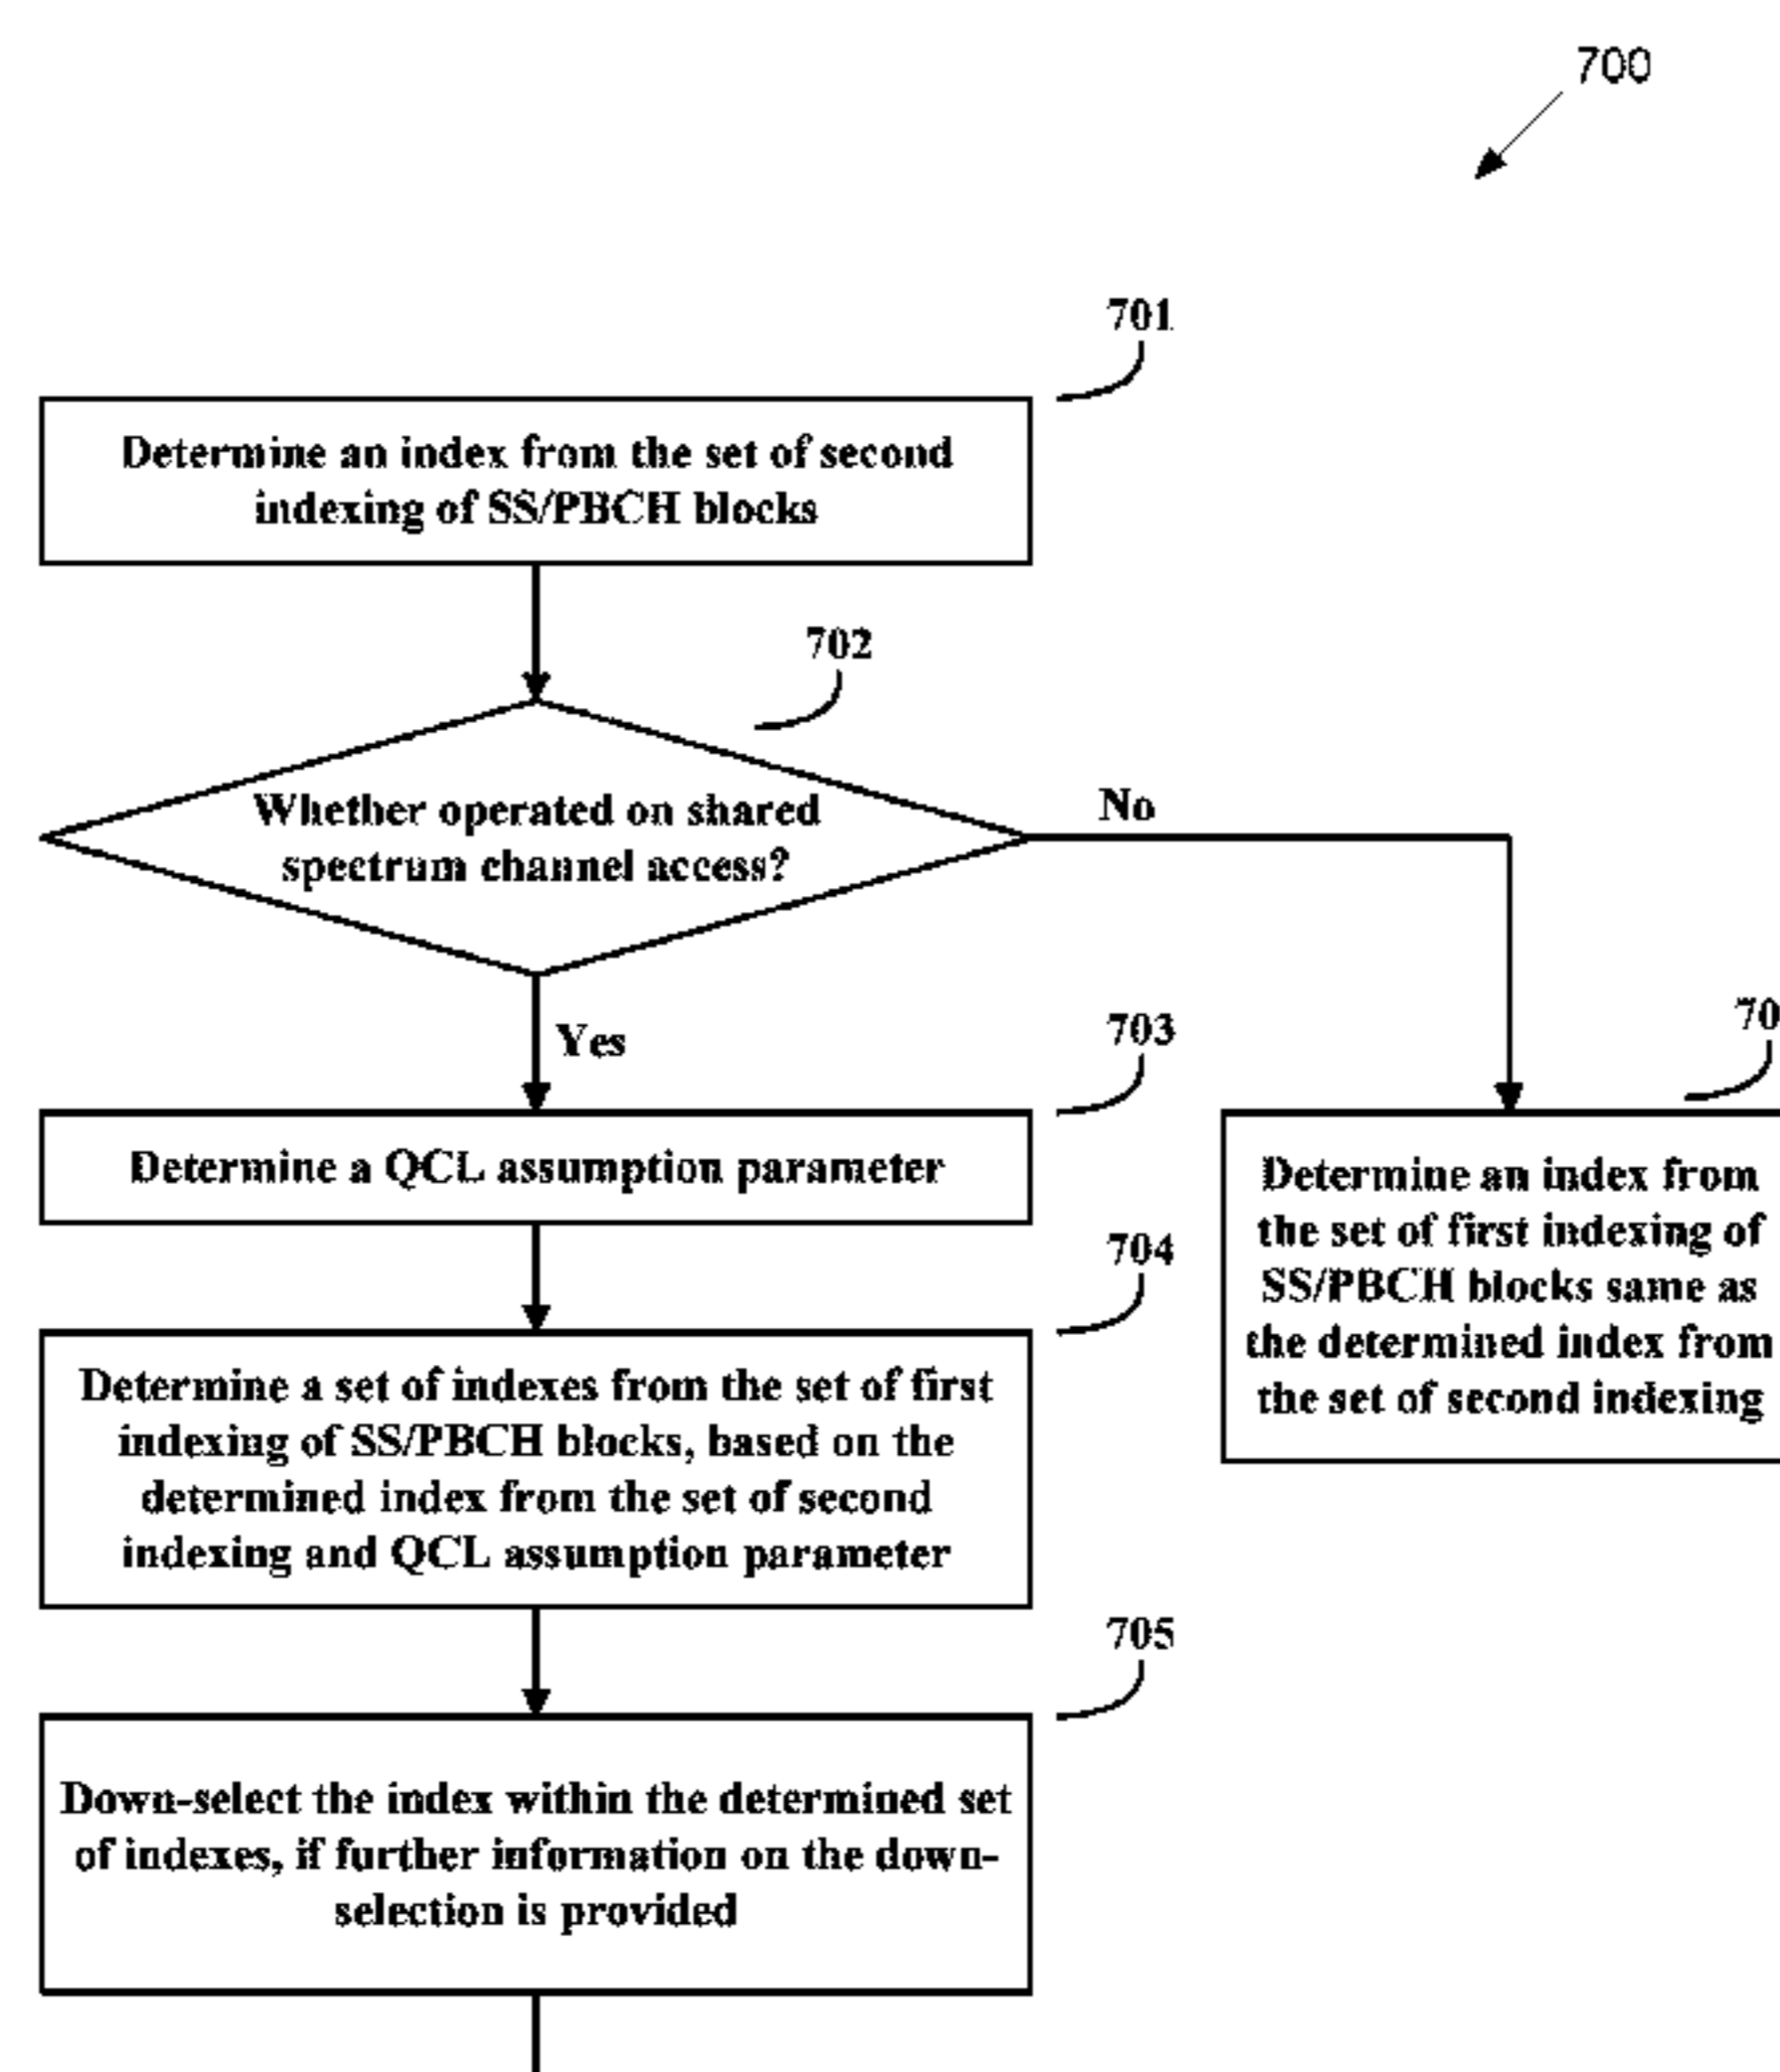 700
701
Determine an index from the set of second
indexing of SS/PBCH blocks
702
Whether operated on shared
spectrum channel access?
No
Yes
703
Determine a QCL assumption parameter
70
Determine an index from
the set of first indexing of
SS/PBCH blocks same as
the determined index from
the set of second indexing
704
Determine a set of indexes from the set of first
indexing of SS/PBCH blocks, based on the
determined index from the set of second
indexing and QCL assumption parameter
705
Down-select the index within the determined set
of indexes, if further information on the down-
selection is provided